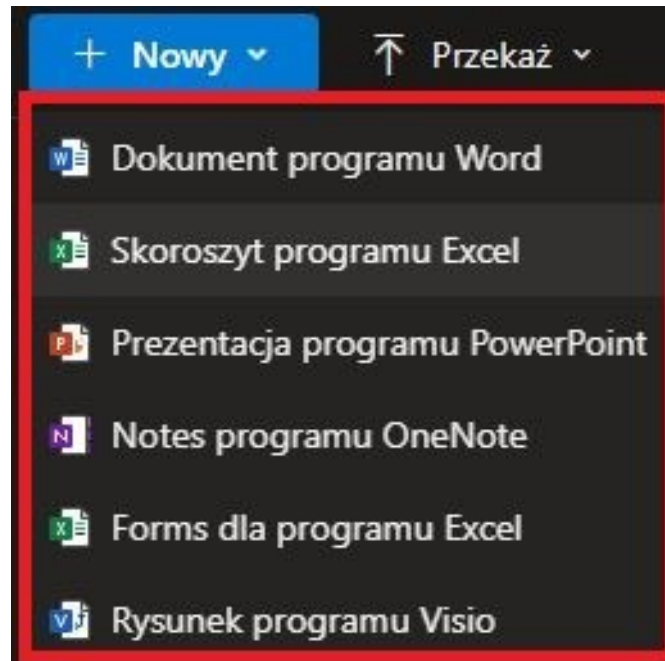 + Nowy
Przekaż
Dokument programu Word
Skoroszyt programu Excel
Prezentacja programu PowerPoint
Notes programu OneNote
Forms dla programu Excel
Rysunek programu Visio